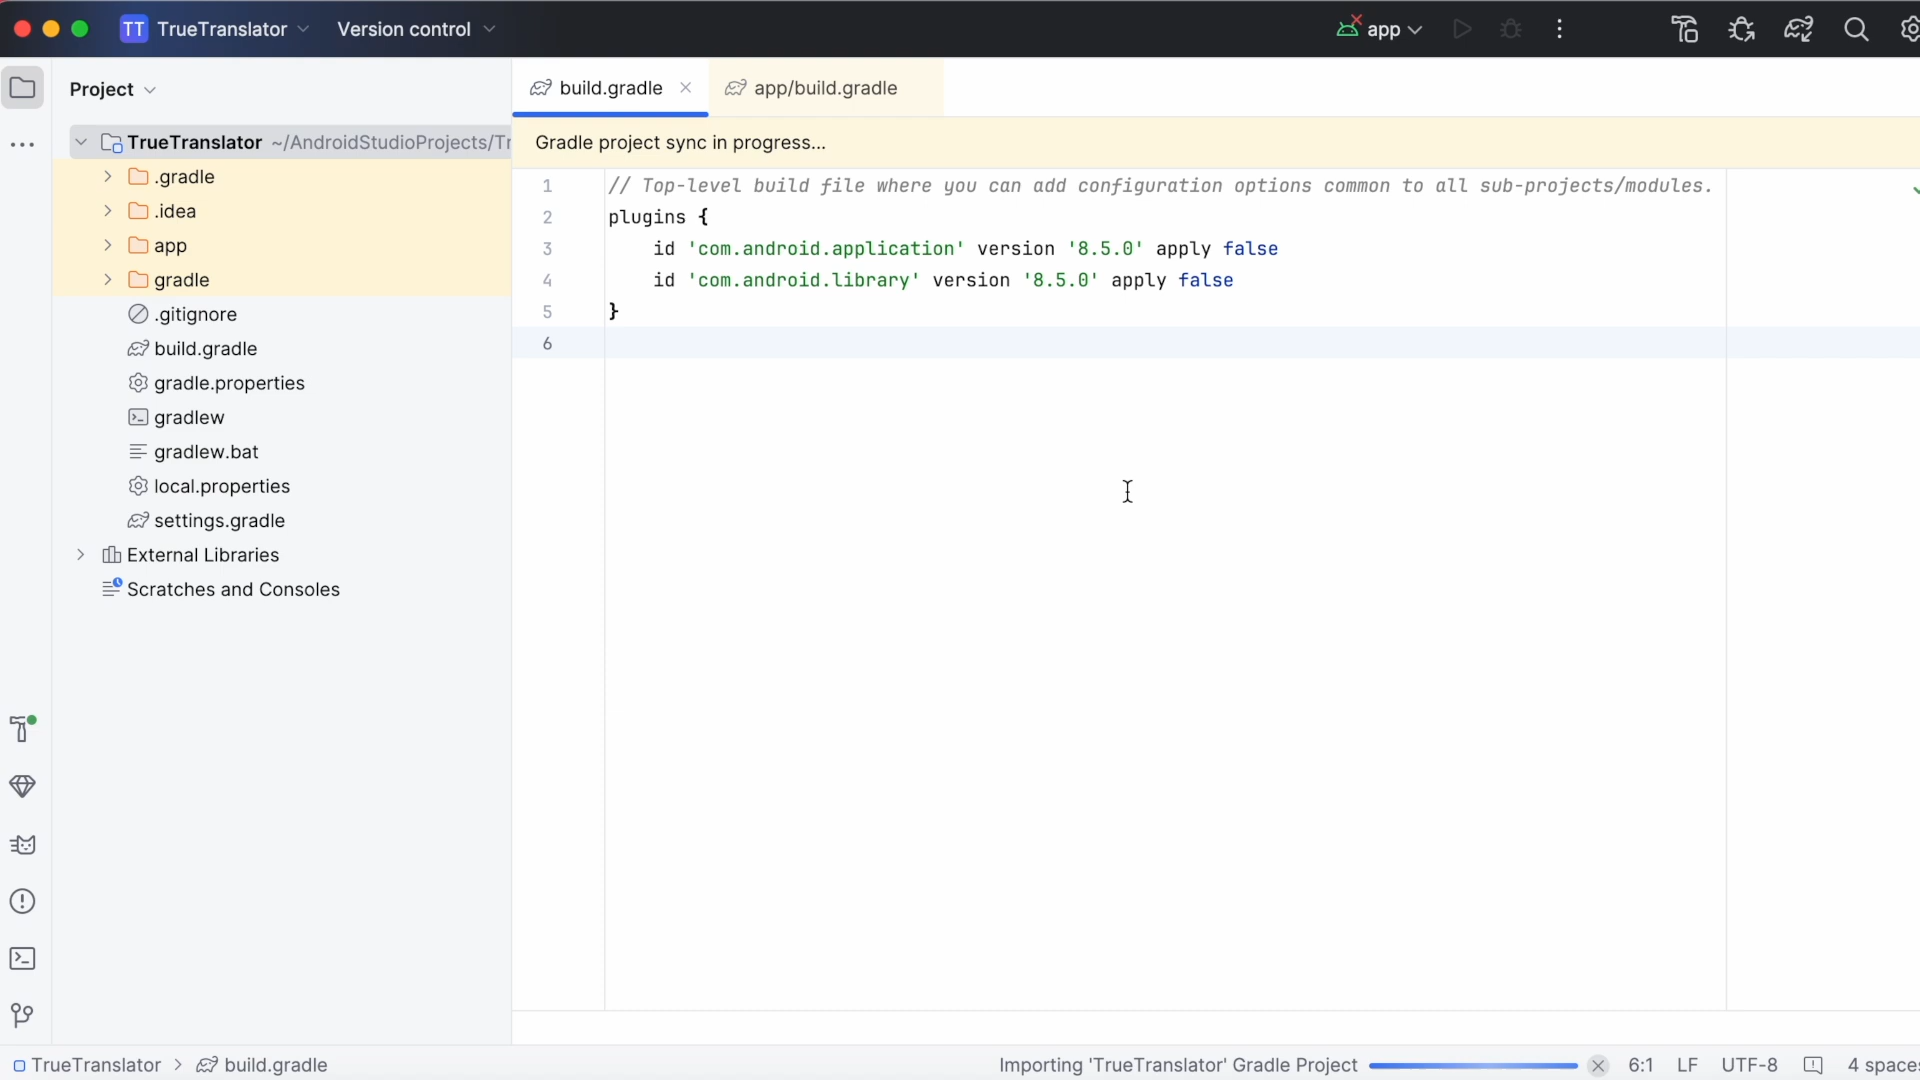 TT TrueTranslator Version control app
Project
build.gradle app/build.gradle
TrueTranslator ~/AndroidStudioProjects/Tr
Gradle project sync in progress...
.gradle
.idea
app
gradle
.gitignore
build.gradle
gradle.properties
gradlew
gradlew.bat
local.properties
settings.gradle
External Libraries
Scratches and Consoles
1 // Top-level build file where you can add configuration options common to all sub-projects/modules.
2 plugins {
3 id 'com.android.application' version '8.5.0' apply false
4 id 'com.android.library' version '8.5.0' apply false
5 }
6
TrueTranslator > build.gradle
Importing 'TrueTranslator' Gradle Project 6:1 LF UTF-8 4 spaces